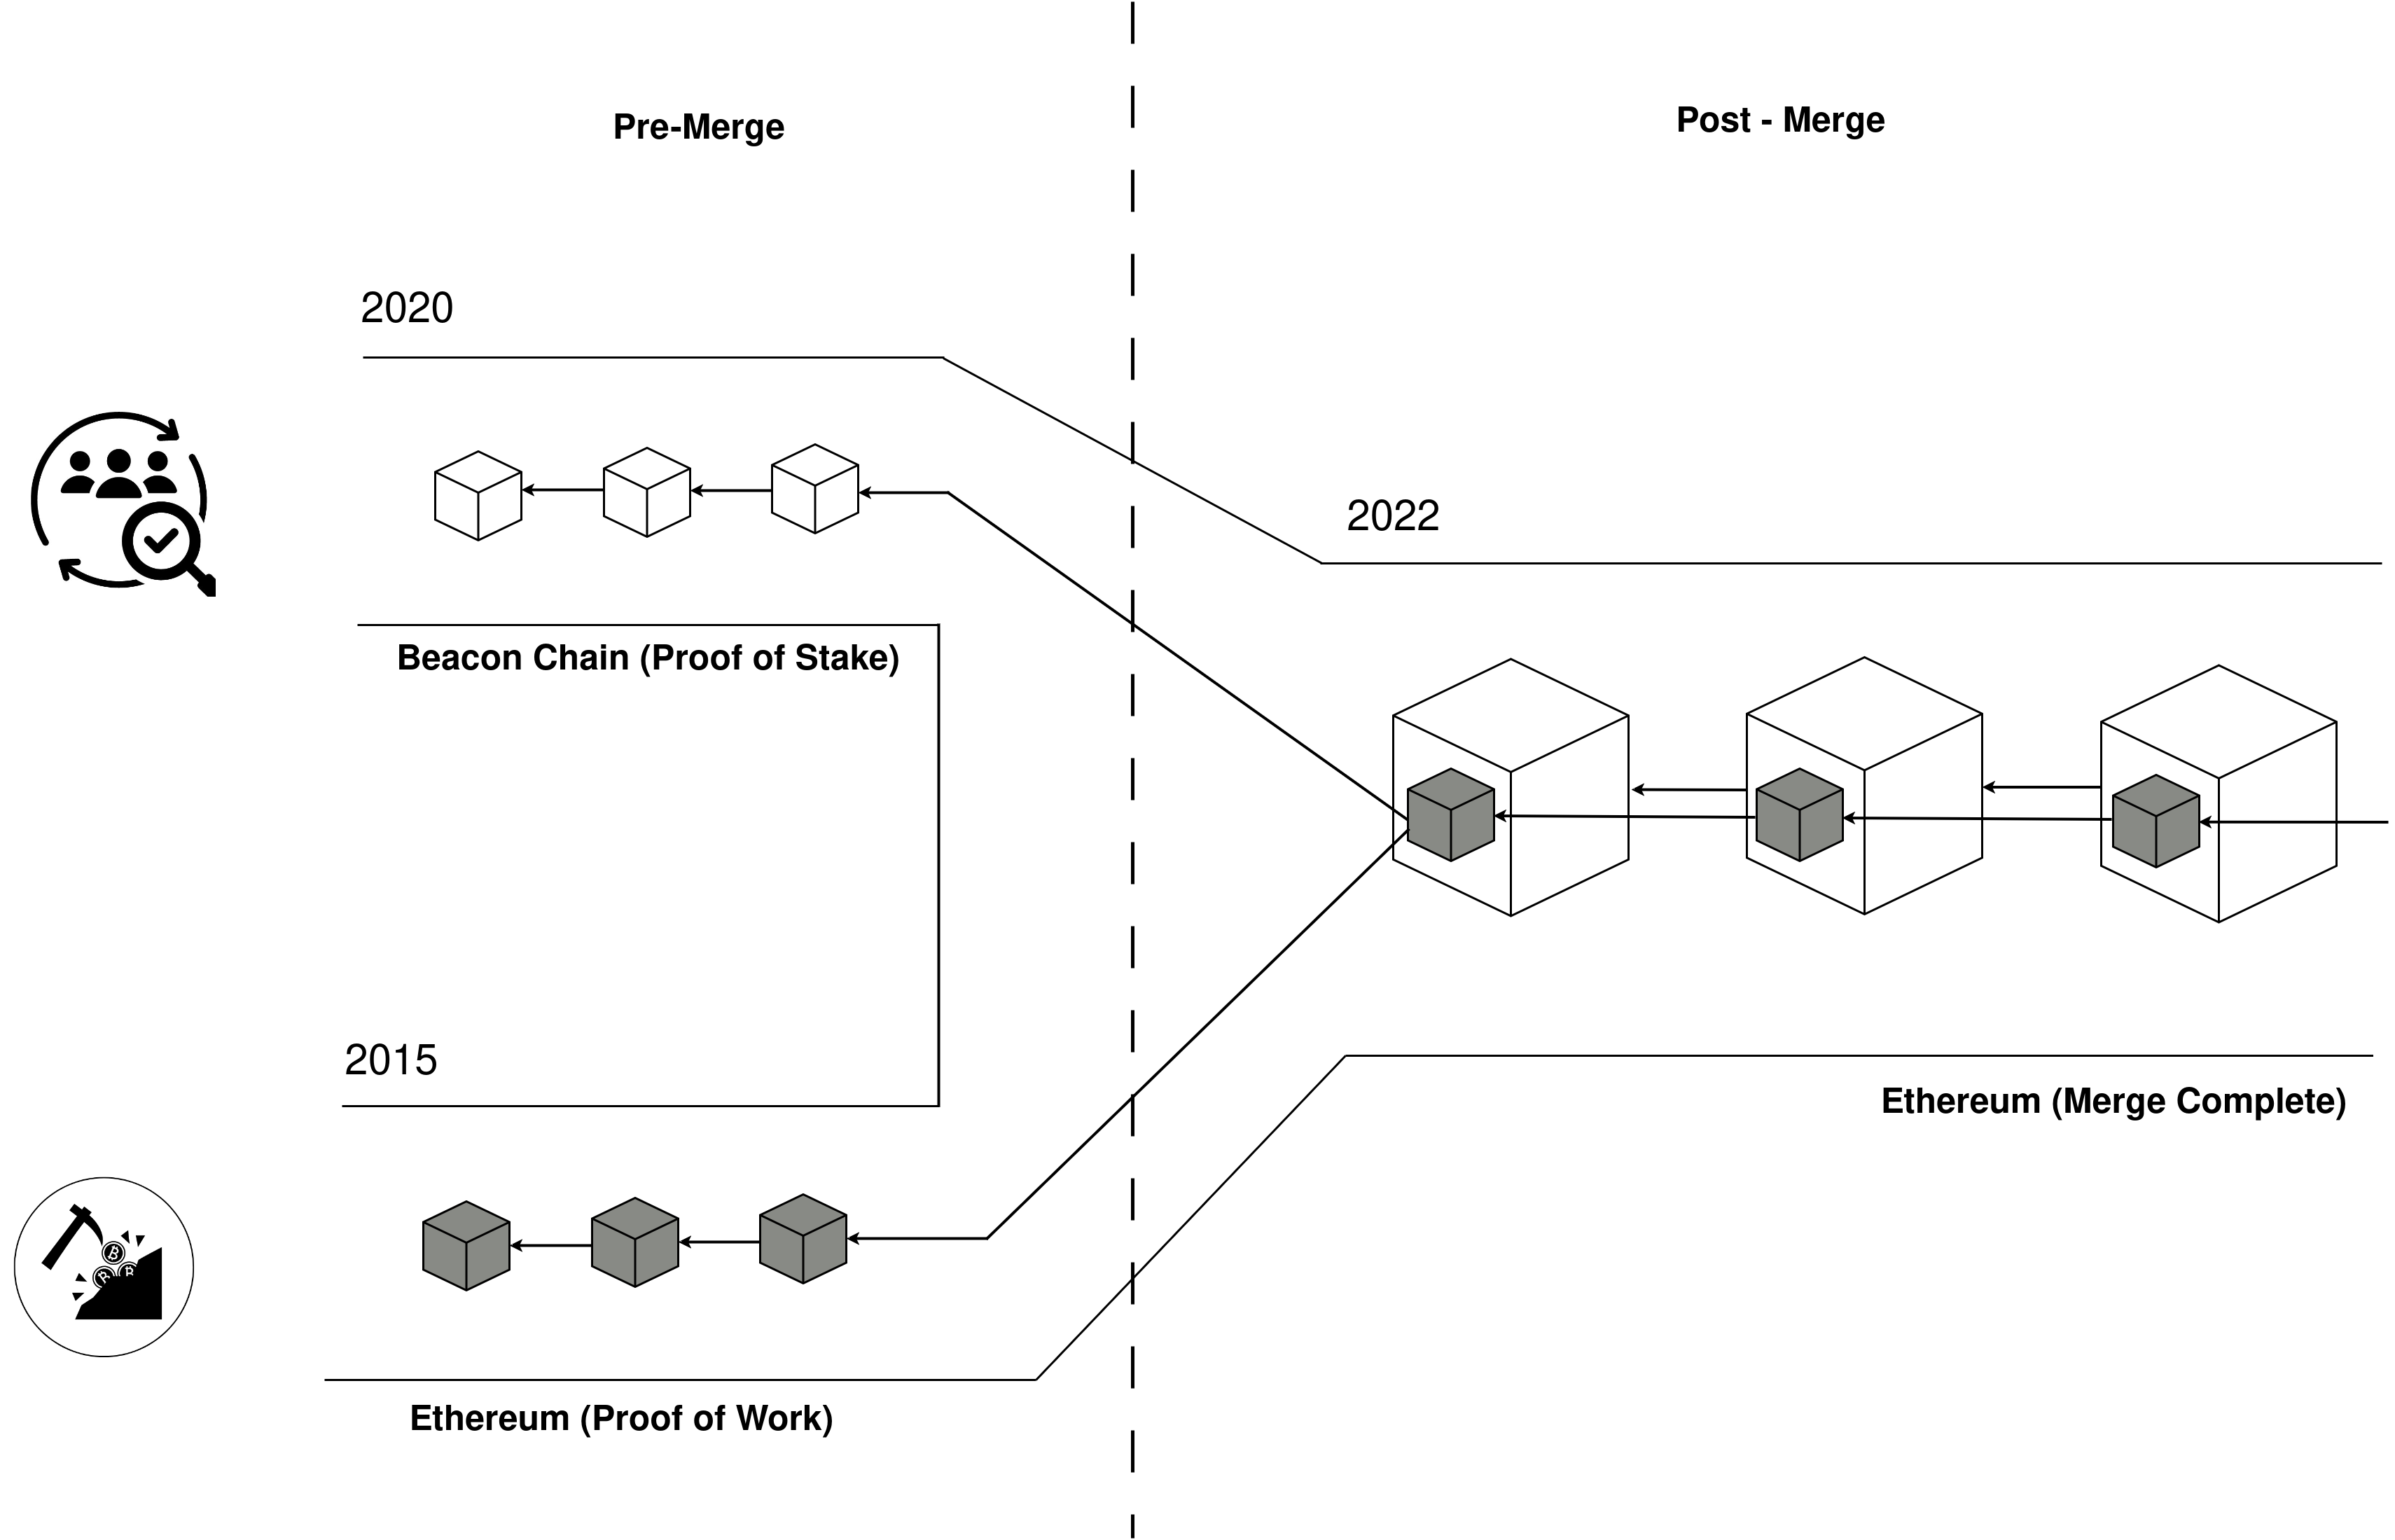 Pre-Merge
Post - Merge
2020
2022
Beacon Chain (Proof of Stake)
2015
Ethereum (Merge Complete)
Ethereum (Proof of Work)